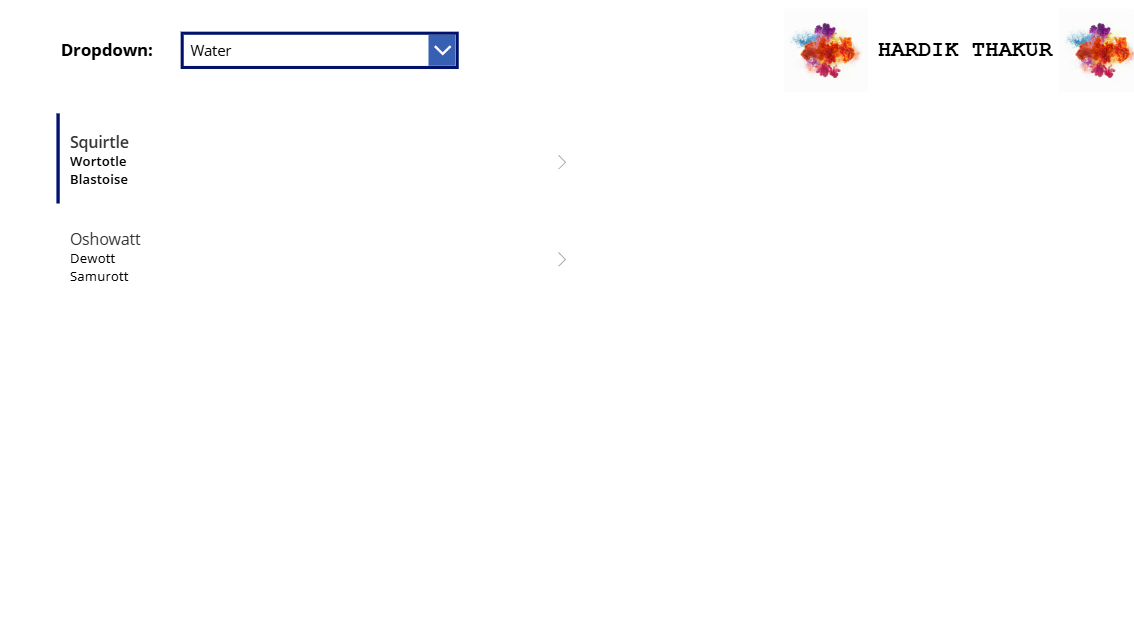 Dropdown: Water
HARDIK THAKUR
Squirtle
Wortotle
Blastoise
Oshowatt
Dewott
Samurott